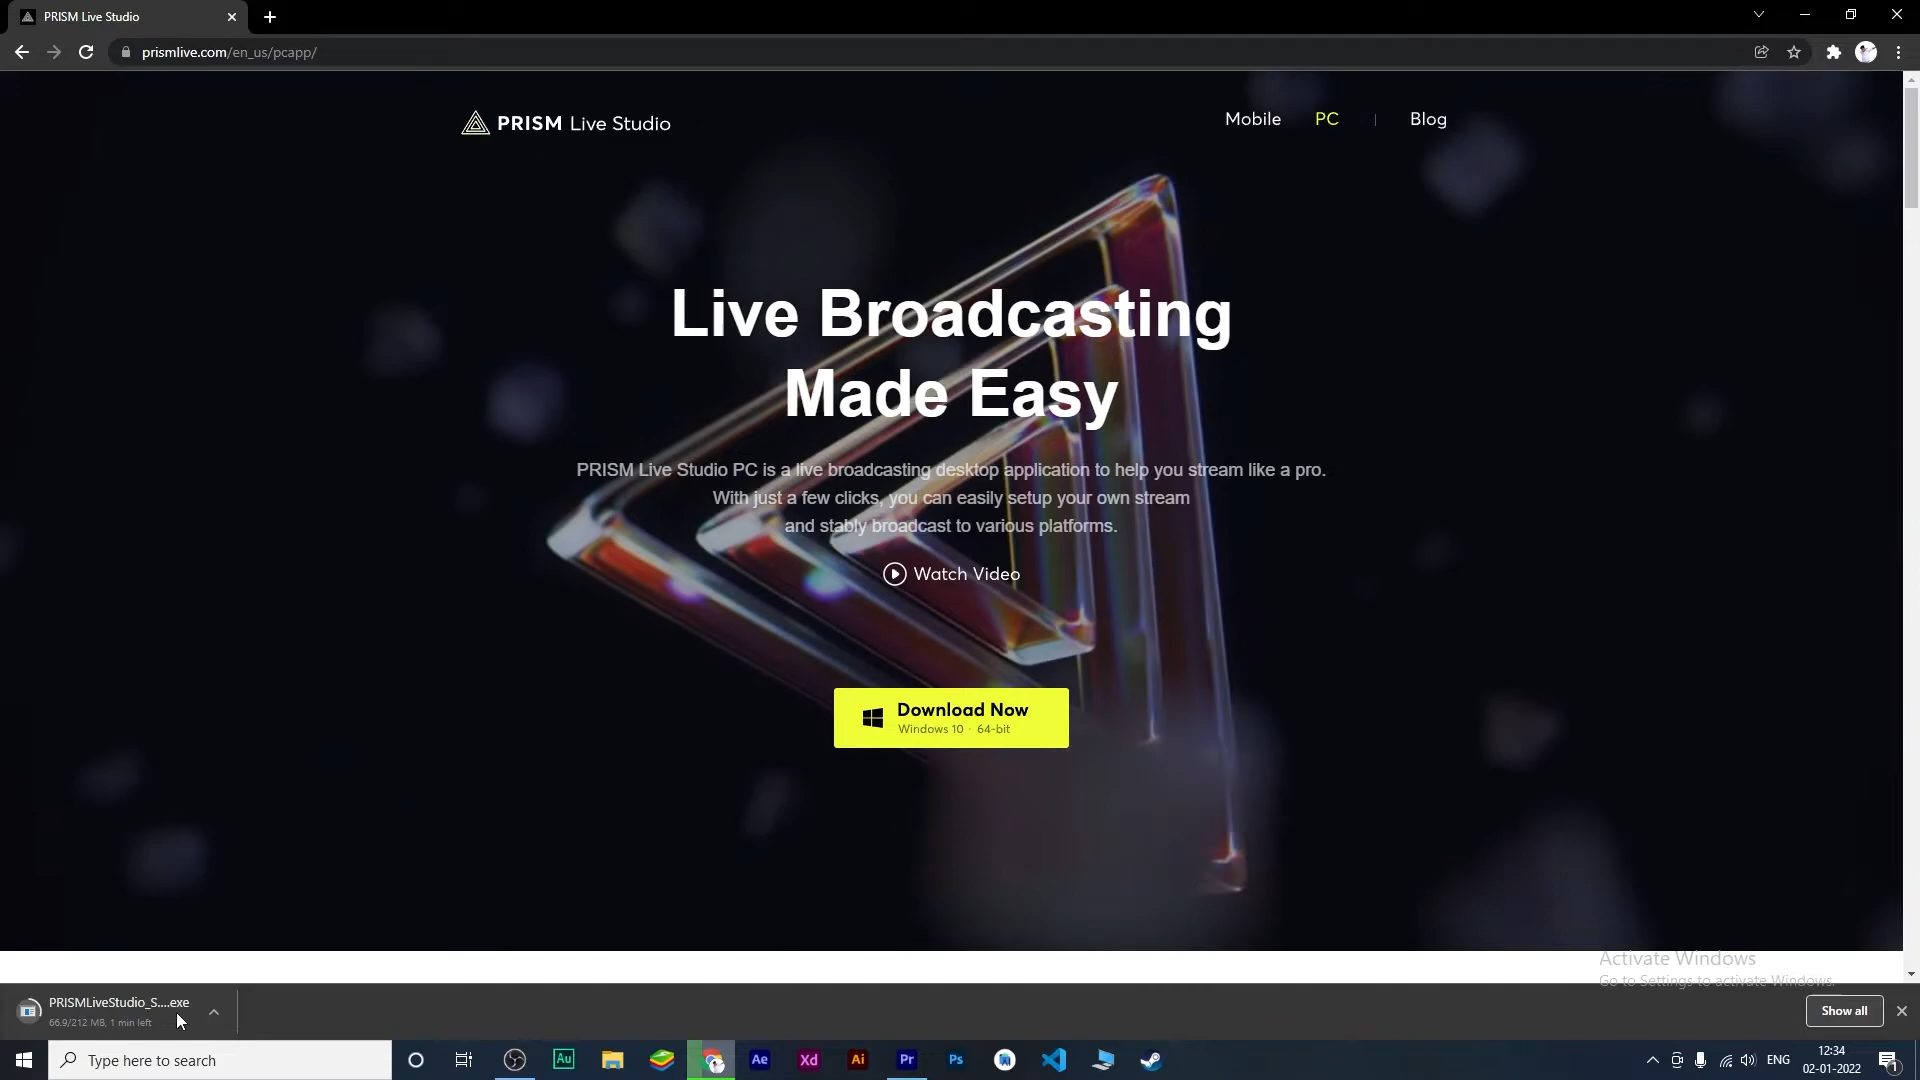 PRISM Live Studio
prismlive.com/en_us/pcapp/
PRISM Live Studio
Mobile PC | Blog
Live Broadcasting
Made Easy
PRISM Live Studio PC is a live broadcasting desktop application to help you stream like a pro.
With just a few clicks, you can easily setup your own stream
and stably broadcast to various platforms.
Watch Video
Download Now
Windows 10 · 64-bit
Activate Windows
Go to Settings to activate Windows.
PRISMLiveStudio_S....exe
66.9/212 MB, 1 min left
Show all
Type here to search
Au
Ae
Xd
Ai
Pr
Ps
ENG
12:34
02-01-2022
1